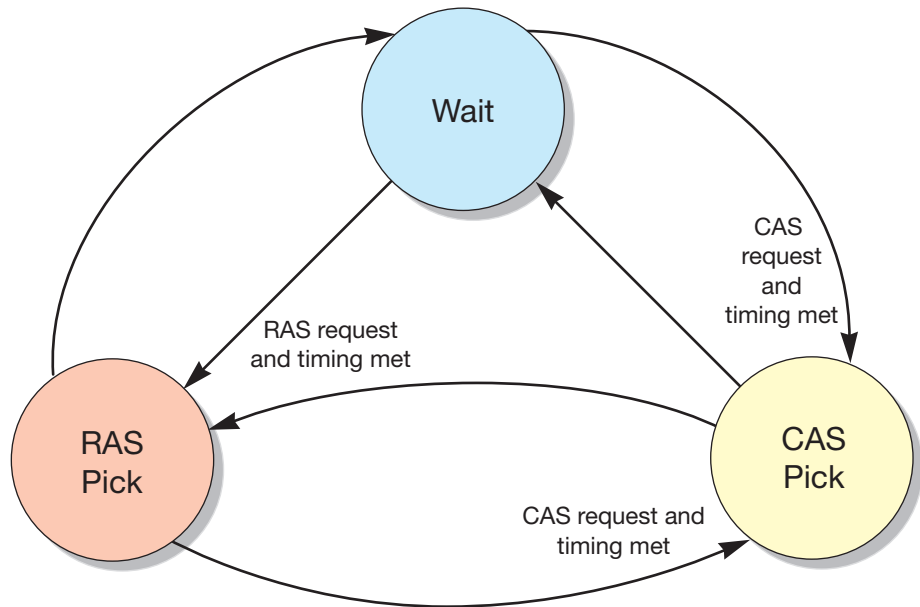 Wait
CAS
request
and
timing met
RAS request
and timing met
RAS
Pick
CAS
Pick
CAS request and
timing met